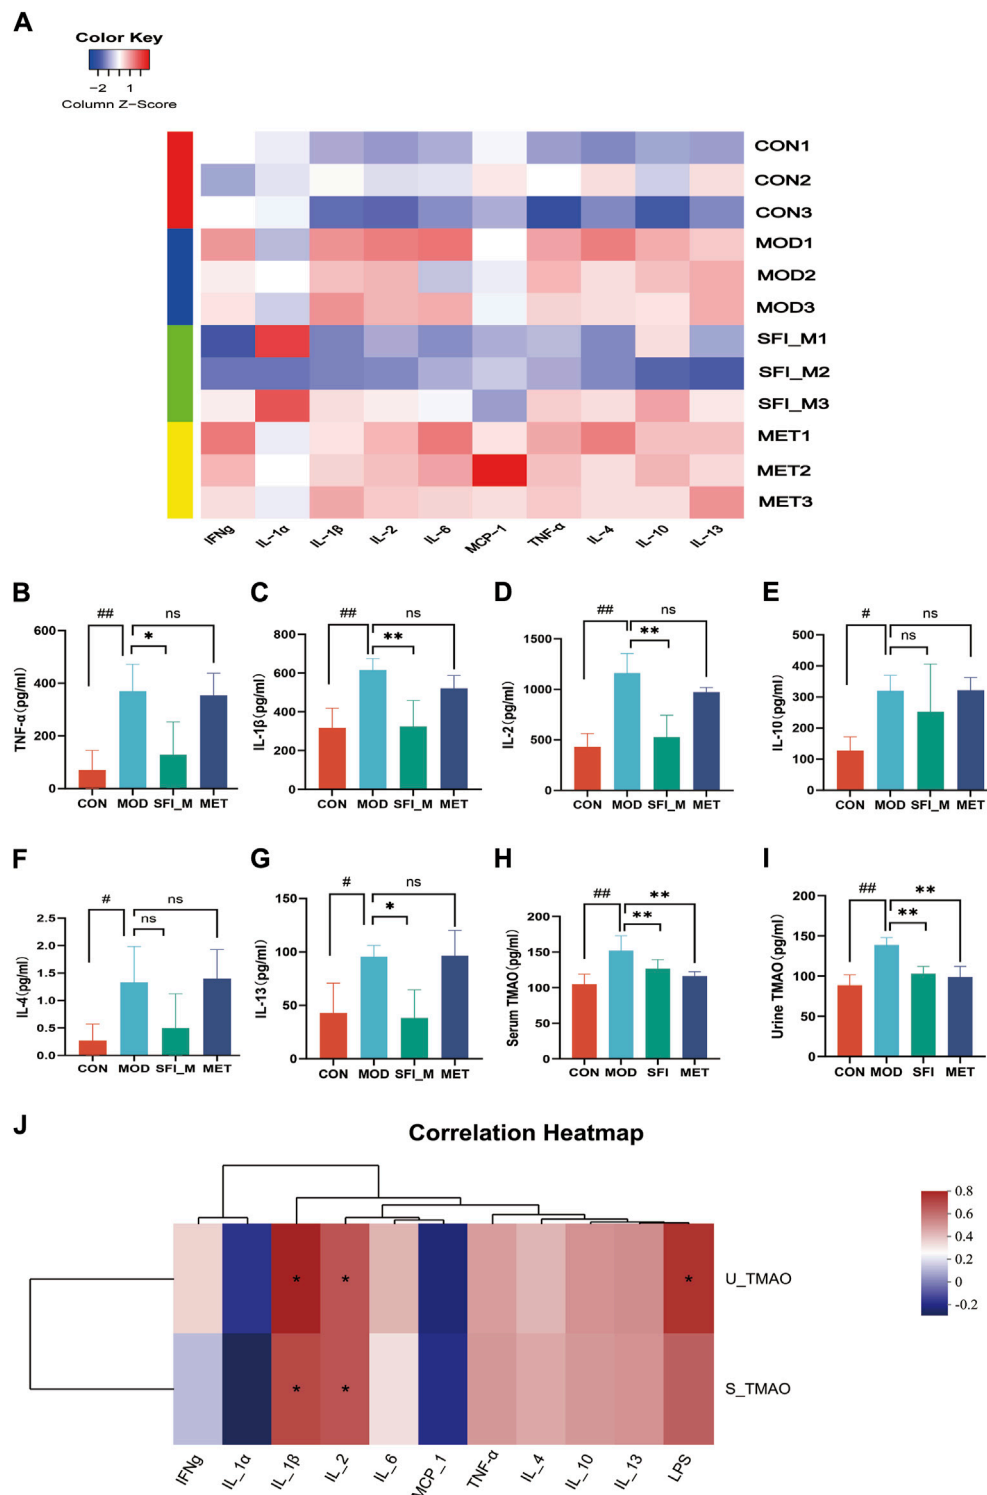 A
Color Key
−2 1
Column Z−Score
CON1
CON2
CON3
MOD1
MOD2
MOD3
SFI_M1
SFI_M2
SFI_M3
MET1
MET2
MET3
IFNg IL−1α IL−1β IL−2 IL−6 MCP−1 TNF−α IL−4 IL−10 IL−13
B
## ns
*
TNF-α(pg/ml)
600
400
200
0
CON MOD SFI_M MET
C
## ns
**
IL-1β(pg/ml)
800
600
400
200
0
CON MOD SFI_M MET
D
## ns
**
IL-2(pg/ml)
1500
1000
500
0
CON MOD SFI_M MET
E
# ns
ns
IL-10(pg/ml)
500
400
300
200
100
0
CON MOD SFI_M MET
F
# ns
ns
IL-4(pg/ml)
2.5
2.0
1.5
1.0
0.5
0.0
CON MOD SFI_M MET
G
# ns
*
IL-13(pg/ml)
150
100
50
0
CON MOD SFI_M MET
H
## **
**
Serum TMAO(pg/ml)
200
150
100
50
0
CON MOD SFI MET
I
## **
**
Urine TMAO(pg/ml)
200
150
100
50
0
CON MOD SFI MET
J
Correlation Heatmap
0.8
0.6
0.4
0.2
0
-0.2
* * * U_TMAO
* * S_TMAO
IFNg IL_1α IL_1β IL_2 IL_6 MCP_1 TNF-α IL_4 IL_10 IL_13 LPS